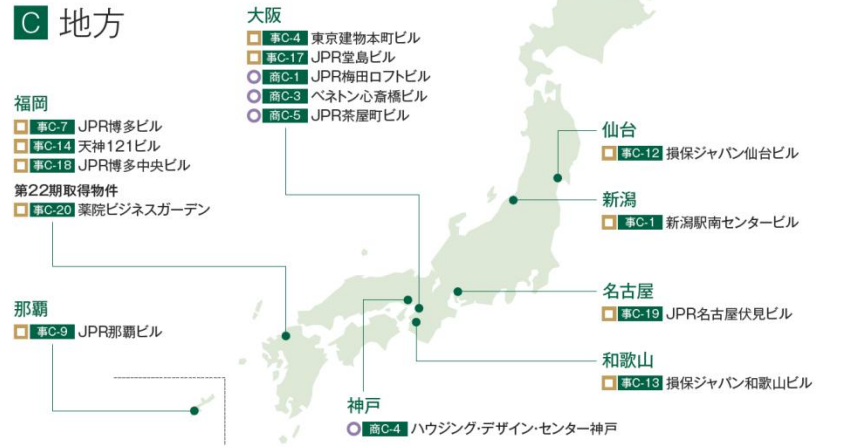 C 地方
大阪
事C-4 東京建物本町ビル
事C-17 JPR堂島ビル
商C-1 JPR梅田ロフトビル
商C-3 ベネトン心斎橋ビル
商C-5 JPR茶屋町ビル
福岡
事C-7 JPR博多ビル
事C-14 天神121ビル
事C-18 JPR博多中央ビル
第22期取得物件
事C-20 薬院ビジネスガーデン
那覇
事C-9 JPR那覇ビル
仙台
事C-12 損保ジャパン仙台ビル
新潟
事C-1 新潟駅南センタービル
名古屋
事C-19 JPR名古屋伏見ビル
和歌山
事C-13 損保ジャパン和歌山ビル
神戸
商C-4 ハウジング・デザイン・センター神戸